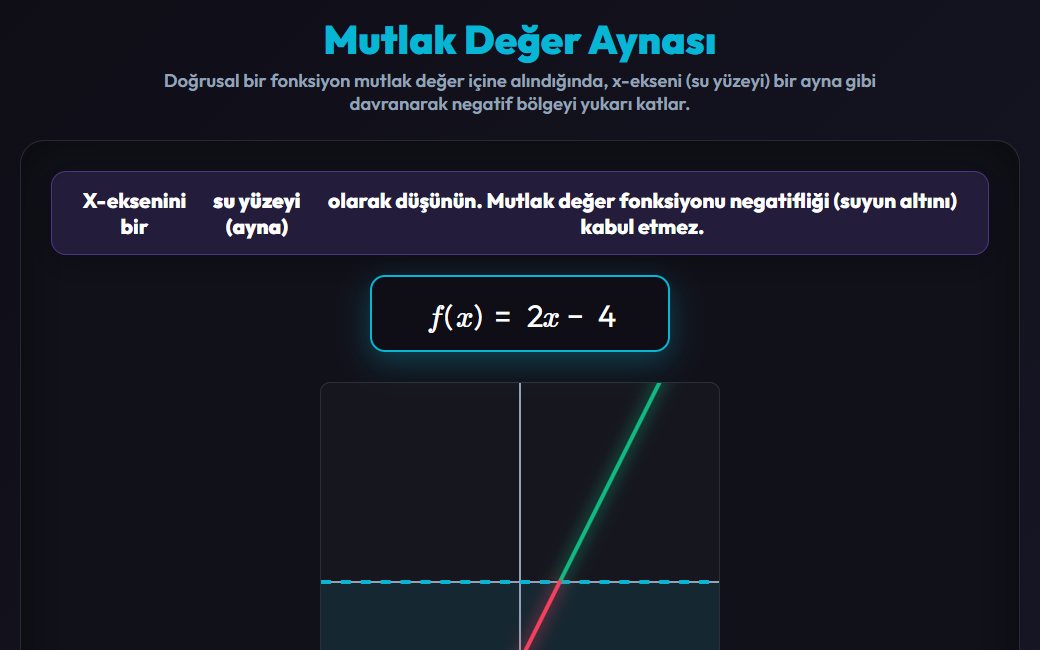 Mutlak Değer Aynası
Doğrusal bir fonksiyon mutlak değer içine alındığında, x-ekseni (su yüzeyi) bir ayna gibi
davranarak negatif bölgeyi yukarı katlar.
X-eksenini bir
su yüzeyi (ayna)
olarak düşünün. Mutlak değer fonksiyonu negatifliği (suyun altını)
kabul etmez.
f(x) = 2x − 4